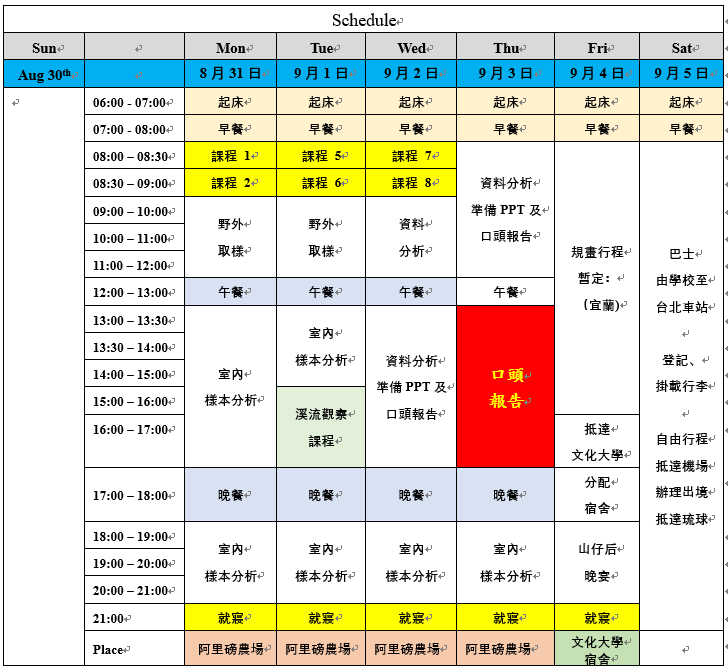 Schedule
Sun Mon Tue Wed Thu Fri Sat
Aug 30th 8 月 31 日 9 月 1 日 9 月 2 日 9 月 3 日 9 月 4 日 9 月 5 日
06:00 - 07:00 起床 起床 起床 起床 起床 起床
07:00 - 08:00 早餐 早餐 早餐 早餐 早餐 早餐
08:00 – 08:30 課程 1 課程 5 課程 7
08:30 – 09:00 課程 2 課程 6 課程 8
資料分析
準備 PPT 及
口頭報告
09:00 – 10:00
10:00 – 11:00
11:00 – 12:00
野外
取樣
野外
取樣
資料
分析
規畫行程
暫定：
（宜蘭)
巴士
由學校至
台北車站
登記、
掛載行李
自由行程
抵達機場
辦理出境
抵達琉球
12:00 – 13:00 午餐 午餐 午餐 午餐
13:00 – 13:30
13:30 – 14:00
14:00 – 15:00
15:00 – 16:00
16:00 – 17:00
室內
樣本分析
室內
樣本分析
溪流觀察
課程
資料分析
準備 PPT 及
口頭報告
口頭
報告
抵達
文化大學
17:00 – 18:00 晚餐 晚餐 晚餐 晚餐
分配
宿舍
18:00 – 19:00
19:00 – 20:00
20:00 – 21:00
室內
樣本分析
室內
樣本分析
室內
樣本分析
室內
樣本分析
山仔后
晚宴
21:00 就寢 就寢 就寢 就寢 就寢
Place 阿里磅農場 阿里磅農場 阿里磅農場 阿里磅農場
文化大學
宿舍